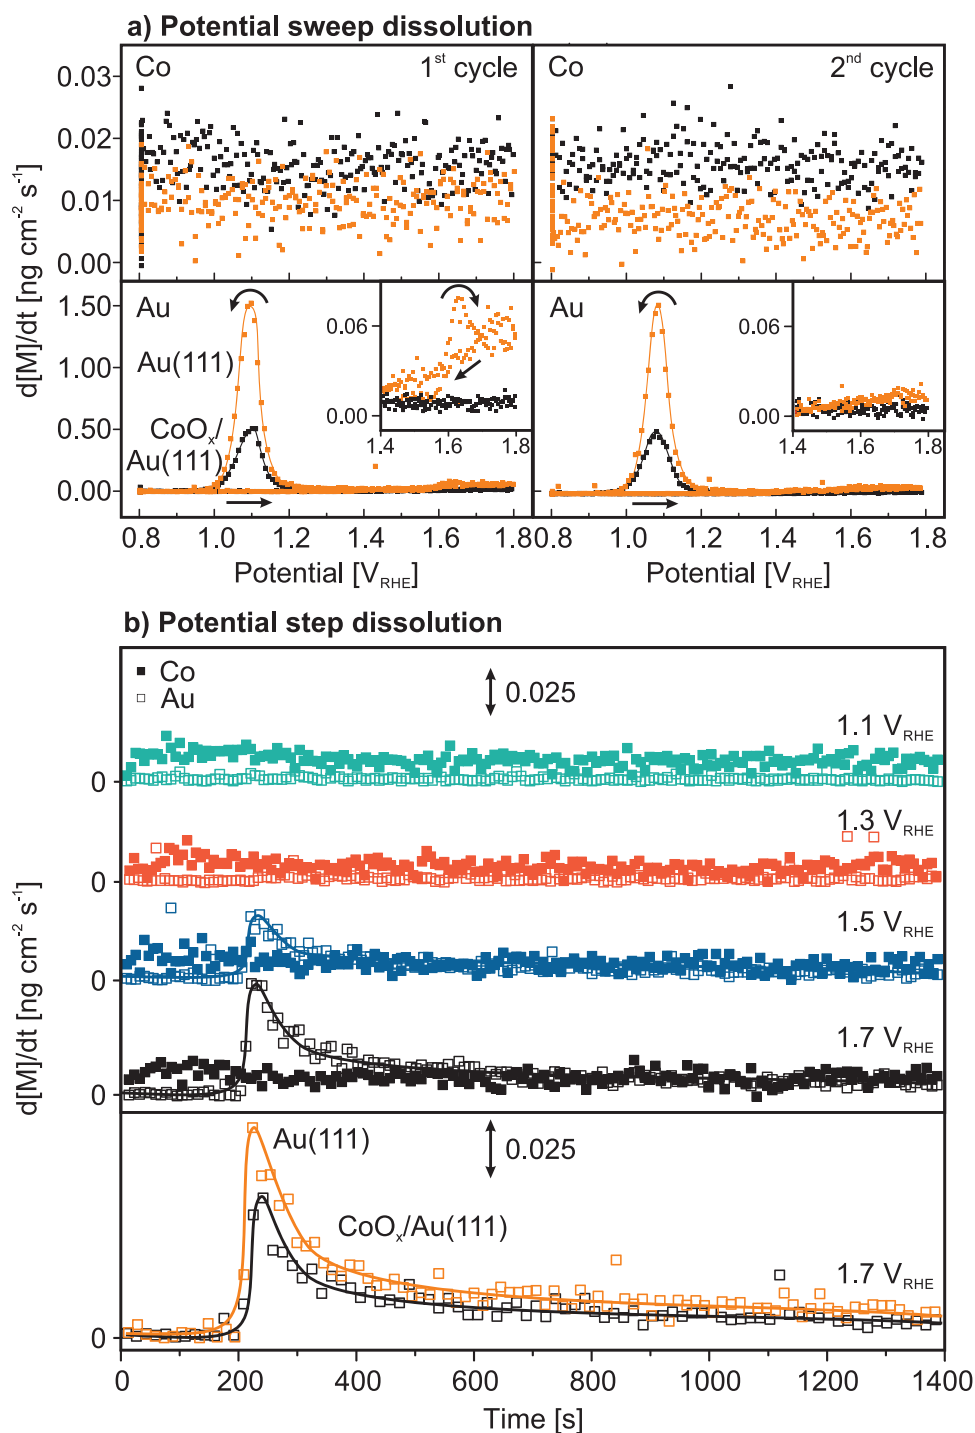 a) Potential sweep dissolution
Co 1st cycle Co 2nd cycle
0.03
0.02
0.01
0.00
d[M]/dt [ng cm-2 s-1]
Au Au
1.50
1.00
0.50
0.00
Au(111)
CoOx/
Au(111)
0.06
0.00
1.4 1.6 1.8
0.06
0.00
1.4 1.6 1.8
0.8 1.0 1.2 1.4 1.6 1.8 0.8 1.0 1.2 1.4 1.6 1.8
Potential [VRHE] Potential [VRHE]
b) Potential step dissolution
Co
Au
0.025
1.1 VRHE
0
1.3 VRHE
0
1.5 VRHE
0
1.7 VRHE
0
d[M]/dt [ng cm-2 s-1]
Au(111)
0.025
CoOx/Au(111)
1.7 VRHE
0
0 200 400 600 800 1000 1200 1400
Time [s]